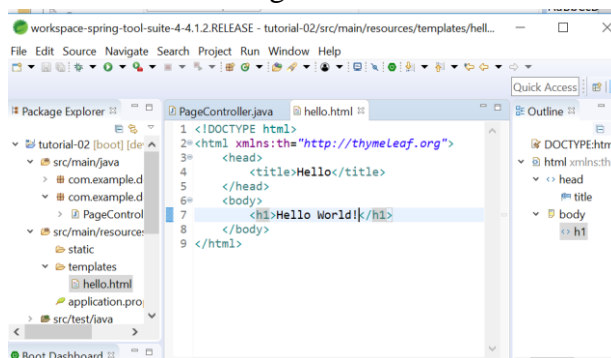 workspace-spring-tool-suite-4-4.1.2.RELEASE - tutorial-02/src/main/resources/templates/hell...
File Edit Source Navigate Search Project Run Window Help
Quick Access
Package Explorer
tutorial-02 [boot] [de
src/main/java
com.example.d
com.example.d
PageControl
src/main/resources
static
templates
hello.html
application.pro
src/test/java
Boot Dashboard
PageController.java hello.html
1 <!DOCTYPE html>
2 <html xmlns:th="http://thymeleaf.org">
3 <head>
4 <title>Hello</title>
5 </head>
6 <body>
7 <h1>Hello World!</h1>
8 </body>
9 </html>
Outline
DOCTYPE:htm
html xmlns:th
head
title
body
h1